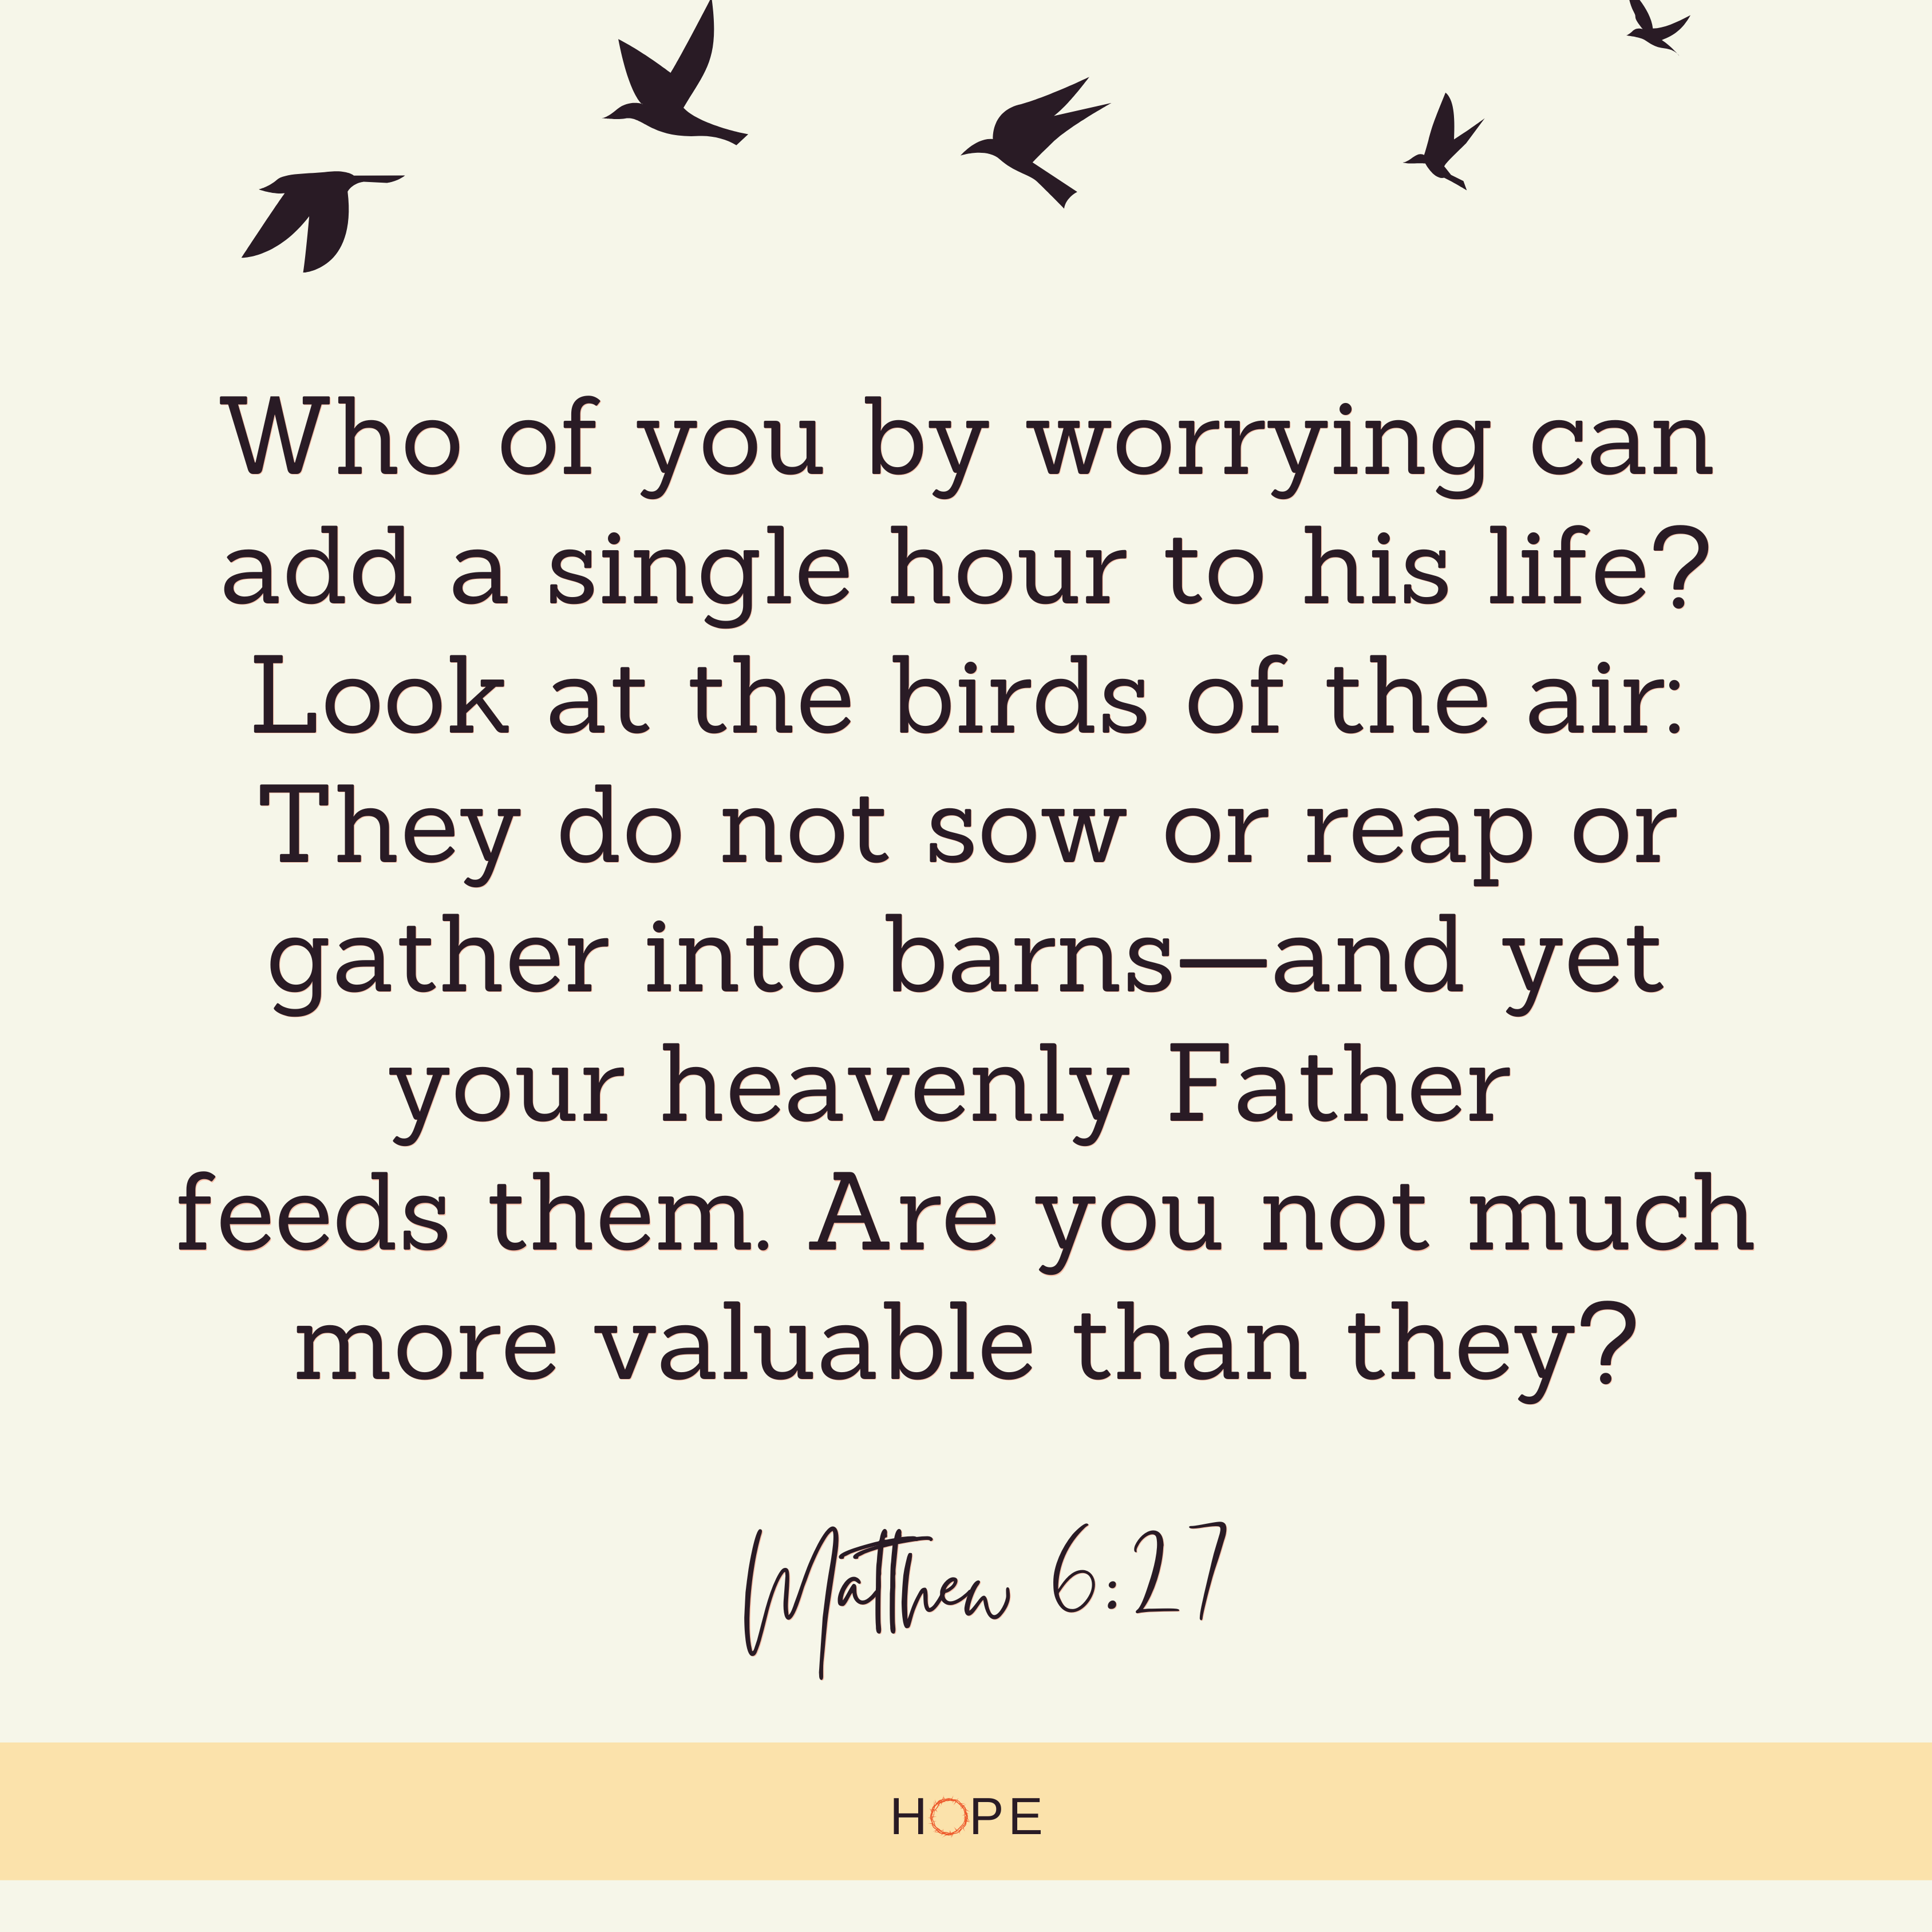 Who of you by worrying can
add a single hour to his life?
Look at the birds of the air:
They do not sow or reap or
gather into barns—and yet
your heavenly Father
feeds them. Are you not much
more valuable than they?
Matthew 6:27
HOPE